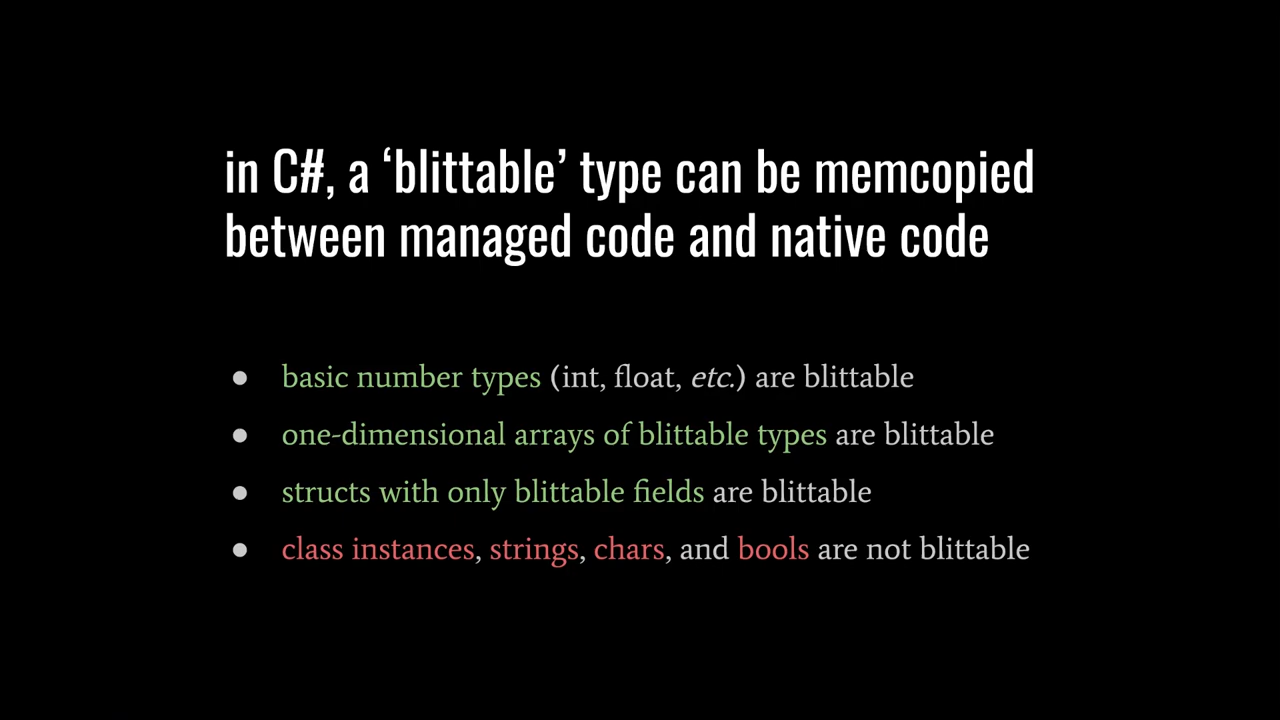 in C#, a ‘blittable’ type can be memcopied
between managed code and native code
● basic number types (int, float, etc.) are blittable
● one-dimensional arrays of blittable types are blittable
● structs with only blittable fields are blittable
● class instances, strings, chars, and bools are not blittable